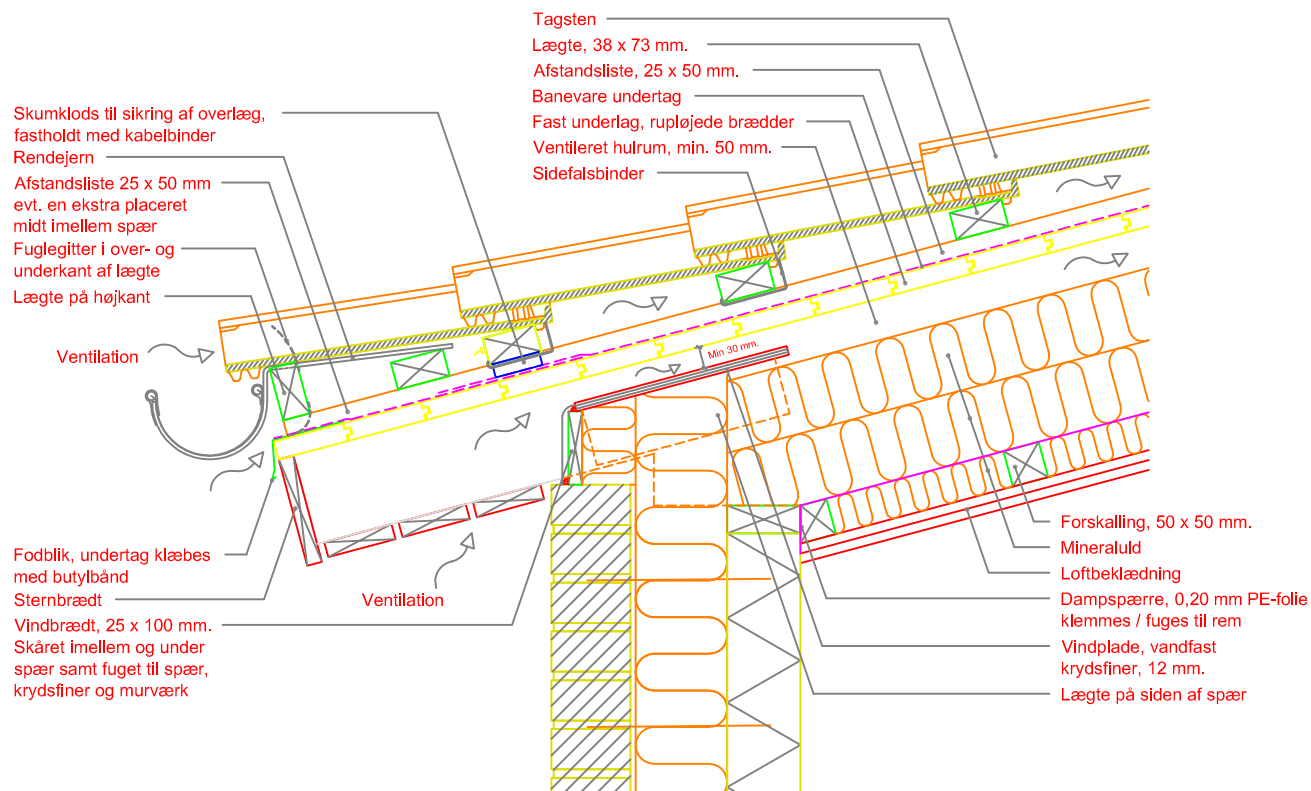 Tagsten
Lægte, 38 x 73 mm.
Afstandsliste, 25 x 50 mm.
Banevare undertag
Fast underlag, rupløjede brædder
Ventileret hulrum, min. 50 mm.
Sidefalsbinder
Skumklods til sikring af overlæg,
fastholdt med kabelbinder
Rendejern
Afstandsliste 25 x 50 mm
evt. en ekstra placeret
midt imellem spær
Fuglegitter i over- og
underkant af lægte
Lægte på højkant
Ventilation
Min 30 mm.
Fodblik, undertag klæbes
med butylbånd
Sternbrædt
Ventilation
Vindbrædt, 25 x 100 mm.
Skåret imellem og under
spær samt fuget til spær,
krydsfiner og murværk
Forskalling, 50 x 50 mm.
Mineraluld
Loftbeklædning
Dampspærre, 0,20 mm PE-folie
klemmes / fuges til rem
Vindplade, vandfast
krydsfiner, 12 mm.
Lægte på siden af spær